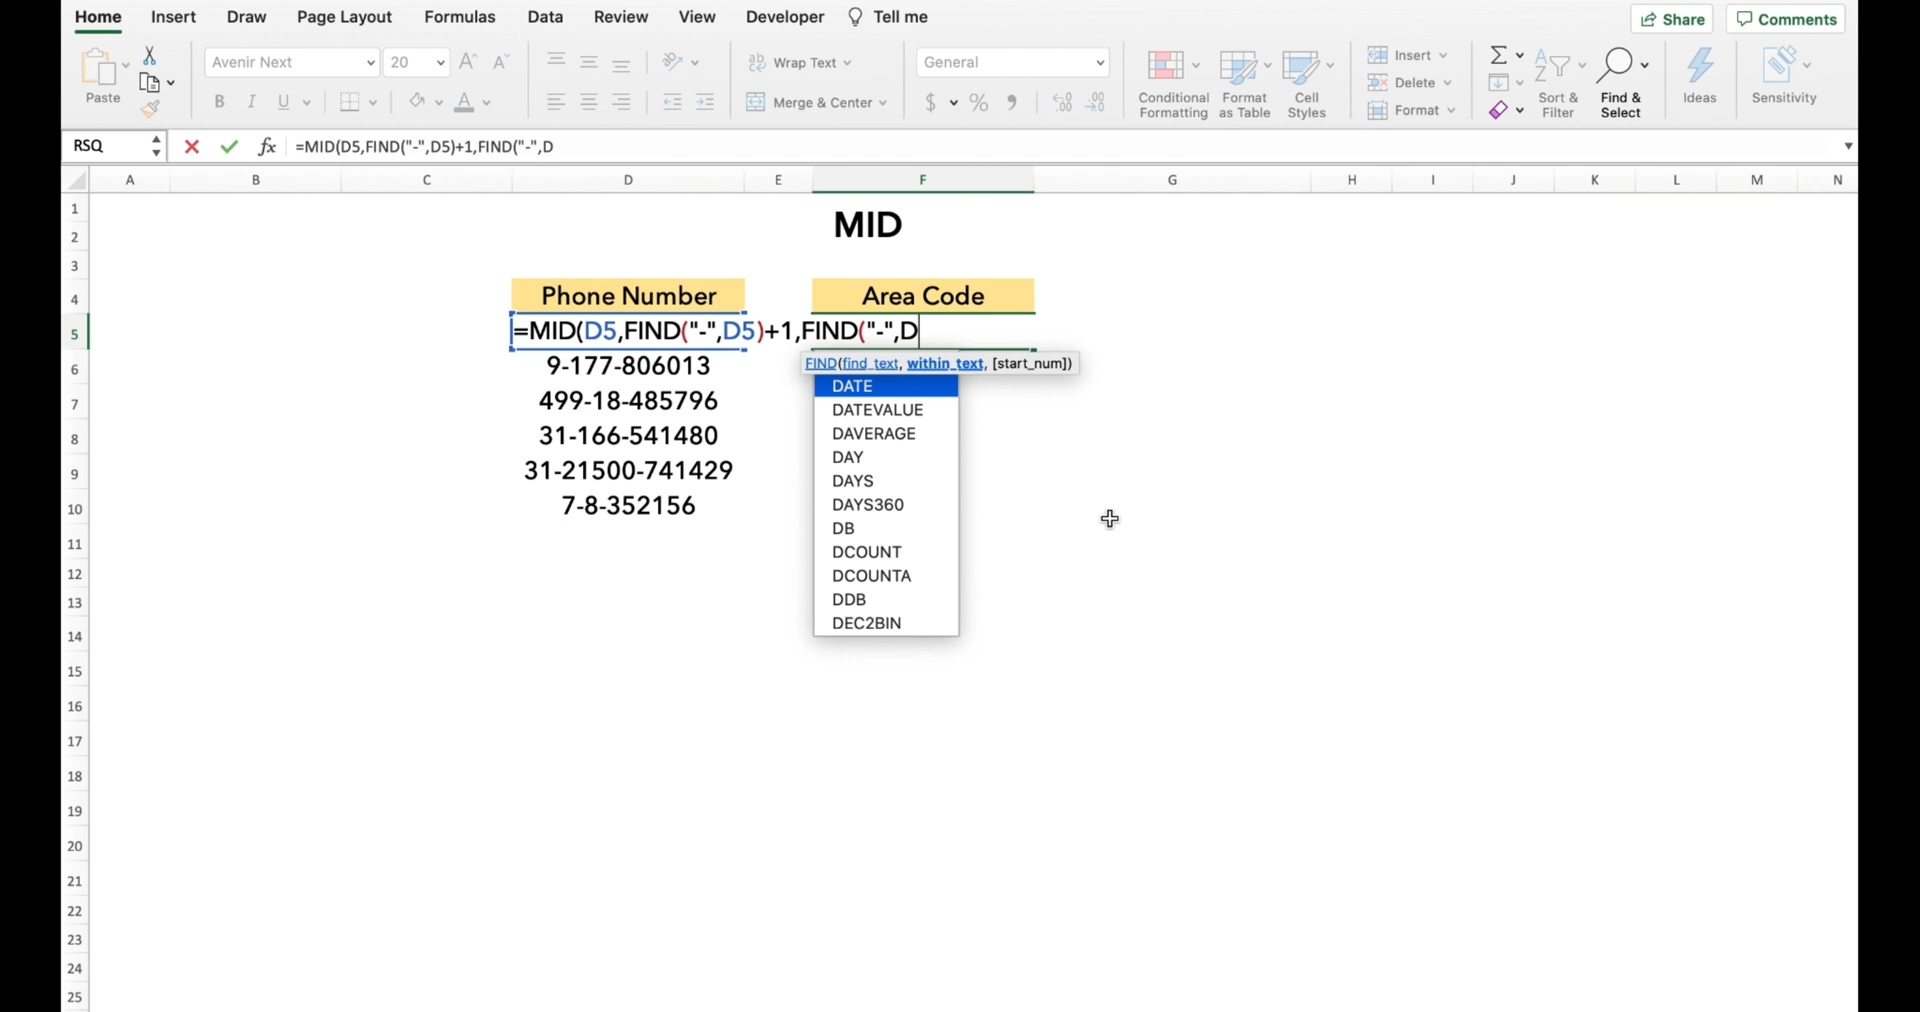 Home Insert Draw Page Layout Formulas Data Review View Developer Tell me Share Comments
Paste Avenir Next 20 A A Wrap Text General Insert
Delete
B I U A Merge & Center $ % Conditional Formatting Format as Table Cell Styles Format Sort & Filter Find & Select Ideas Sensitivity
RSQ fx =MID(D5,FIND("-",D5)+1,FIND("-",D
A B C D E F G H I J K L M N
1
2 MID
3
4 Phone Number Area Code
5 =MID(D5,FIND("-",D5)+1,FIND("-",D
FIND(find_text, within_text, [start_num])
6 9-177-806013
DATE
7 499-18-485796
DATEVALUE
8 31-166-541480
DAVERAGE
DAY
9 31-21500-741429
DAYS
10 7-8-352156
DAYS360
DB
11
DCOUNT
12
DCOUNTA
13
DDB
DEC2BIN
14
15
16
17
18
19
20
21
22
23
24
25